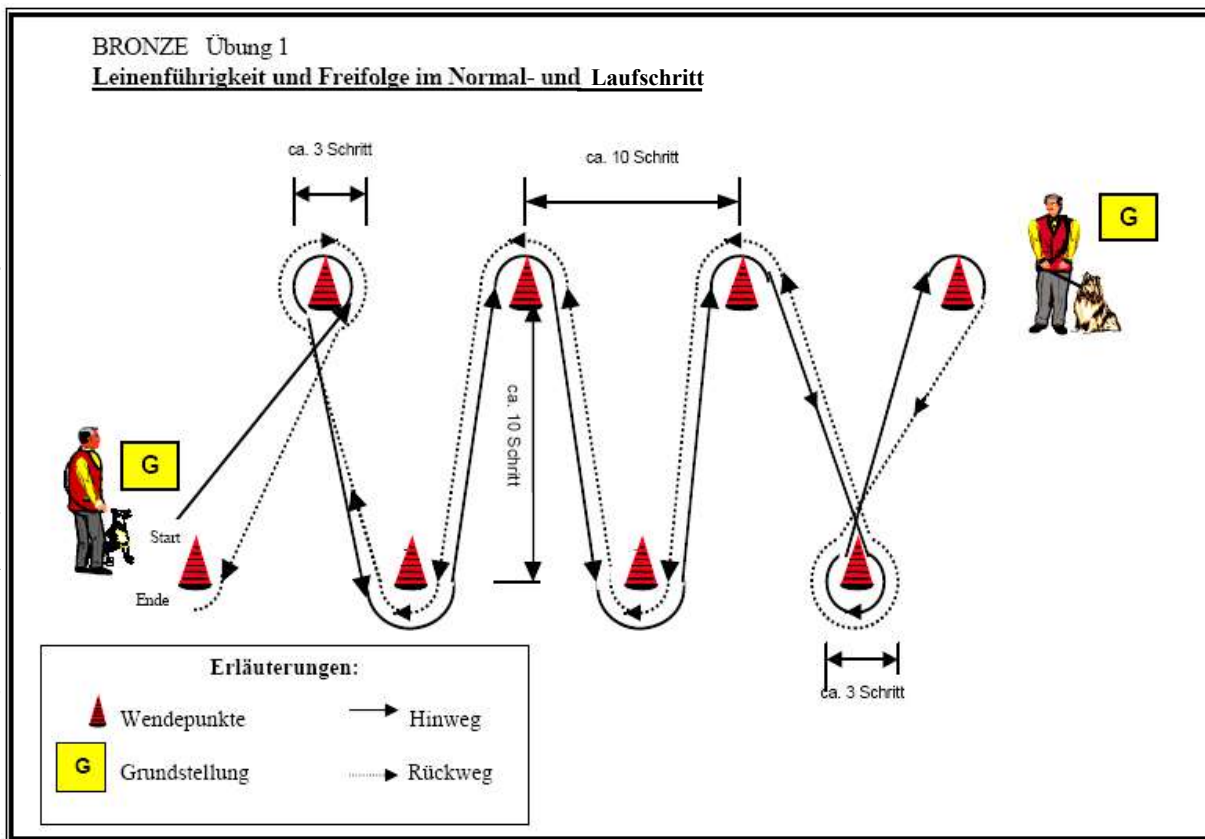 BRONZE Übung 1
Leinenführigkeit und Freifolge im Normal- und Laufschritt
ca. 3 Schritt
ca. 10 Schritt
G
ca. 10 Schritt
G
Start
Ende
ca. 3 Schritt
Erläuterungen:
Wendepunkte
Hinweg
G
Grundstellung
Rückweg